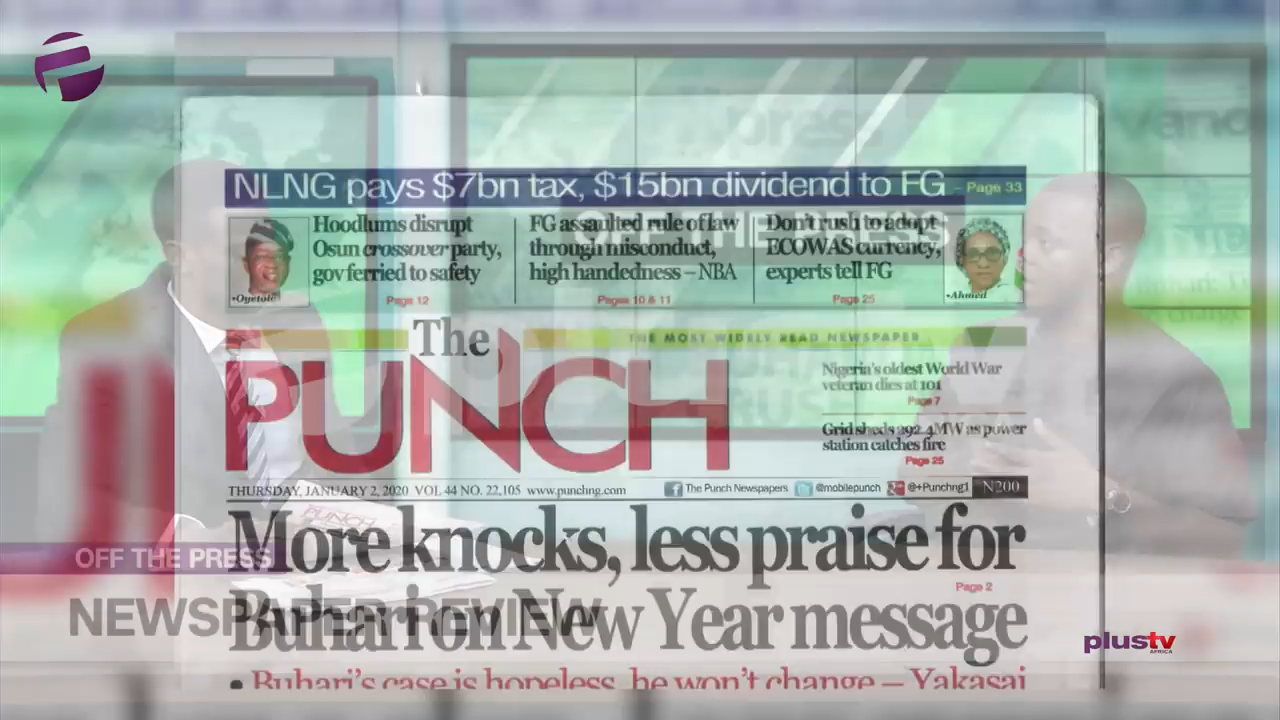 NLNG pays $7bn tax, $15bn dividend to FG - Page 33
Hoodlums disrupt
Osun crossover party,
gov ferried to safety
Page 12
FG assaulted rule of law
through misconduct,
high handedness – NBA
Pages 10 & 11
Don't rush to adopt
ECOWAS currency,
experts tell FG
Page 25
•Oyetola
•Ahmed
The
PUNCH
THE MOST WIDELY READ NEWSPAPER
Nigeria's oldest World War
veteran dies at 101
Page 7
Grid sheds 292.4MW as power
station catches fire
Page 25
THURSDAY, JANUARY 2, 2020 VOL 44 NO. 22,105 www.punchng.com
The Punch Newspapers @mobilepunch @+Punchng1 N200
More knocks, less praise for
Page 2
Buhari on New Year message
• Buhari's case is hopeless, he won't change – Yakasai
PUNCH
OFF THE PRESS
NEWSPAPER REVIEW
plustv
AFRICA